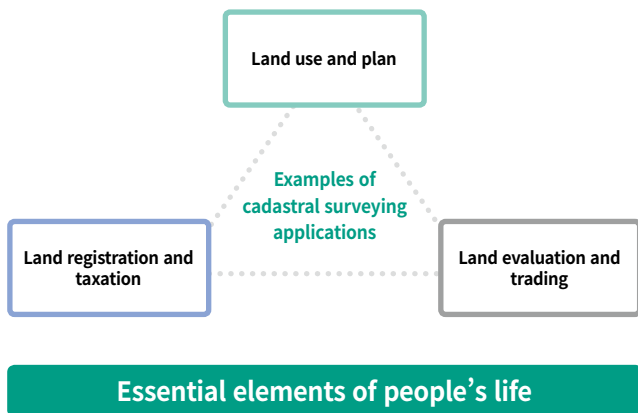 Land use and plan
Examples of
cadastral surveying
applications
Land registration and
taxation
Land evaluation and
trading
Essential elements of people’s life